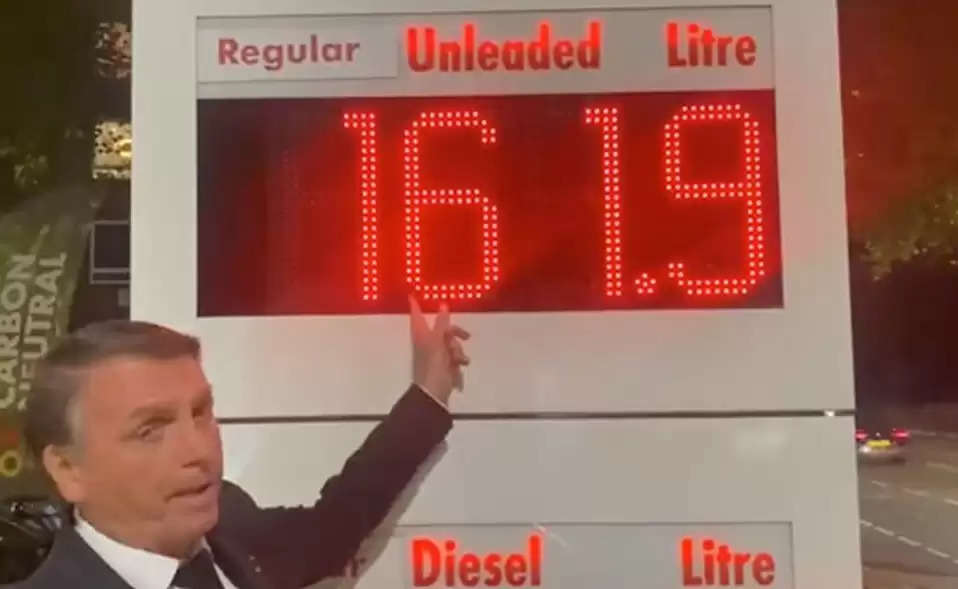 Regular Unleaded Litre
161.9
CARBON
NEUTRAL
Diesel Litre